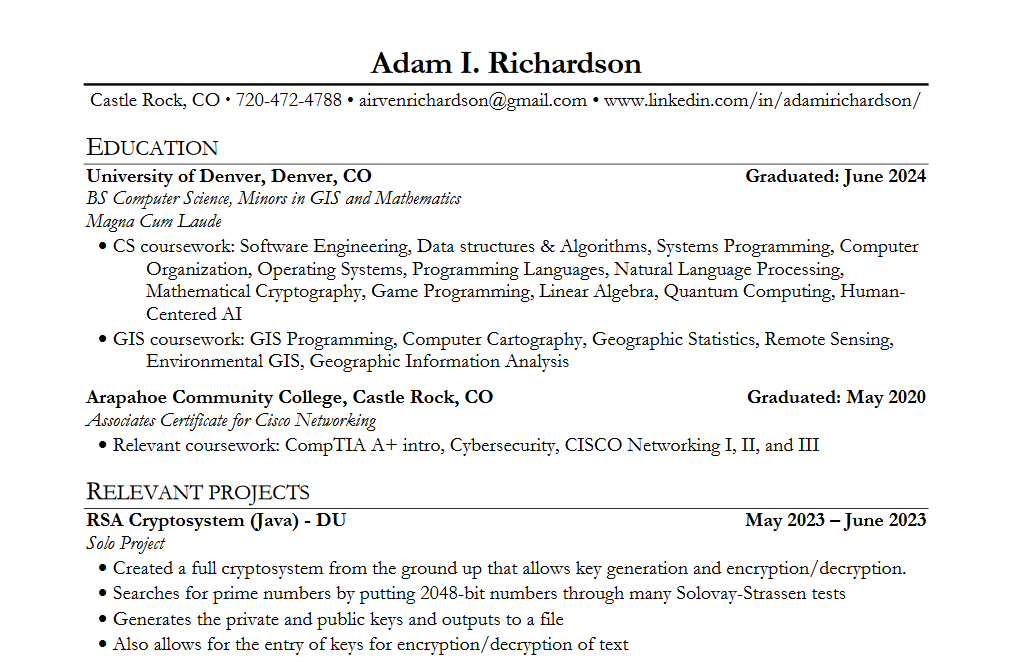 Adam I. Richardson
Castle Rock, CO • 720-472-4788 • airvenrichardson@gmail.com • www.linkedin.com/in/adamirichardson/
EDUCATION
University of Denver, Denver, CO Graduated: June 2024
BS Computer Science, Minors in GIS and Mathematics
Magna Cum Laude
• CS coursework: Software Engineering, Data structures & Algorithms, Systems Programming, Computer
Organization, Operating Systems, Programming Languages, Natural Language Processing,
Mathematical Cryptography, Game Programming, Linear Algebra, Quantum Computing, Human-
Centered AI
• GIS coursework: GIS Programming, Computer Cartography, Geographic Statistics, Remote Sensing,
Environmental GIS, Geographic Information Analysis
Arapahoe Community College, Castle Rock, CO Graduated: May 2020
Associates Certificate for Cisco Networking
• Relevant coursework: CompTIA A+ intro, Cybersecurity, CISCO Networking I, II, and III
RELEVANT PROJECTS
RSA Cryptosystem (Java) - DU May 2023 – June 2023
Solo Project
• Created a full cryptosystem from the ground up that allows key generation and encryption/decryption.
• Searches for prime numbers by putting 2048-bit numbers through many Solovay-Strassen tests
• Generates the private and public keys and outputs to a file
• Also allows for the entry of keys for encryption/decryption of text